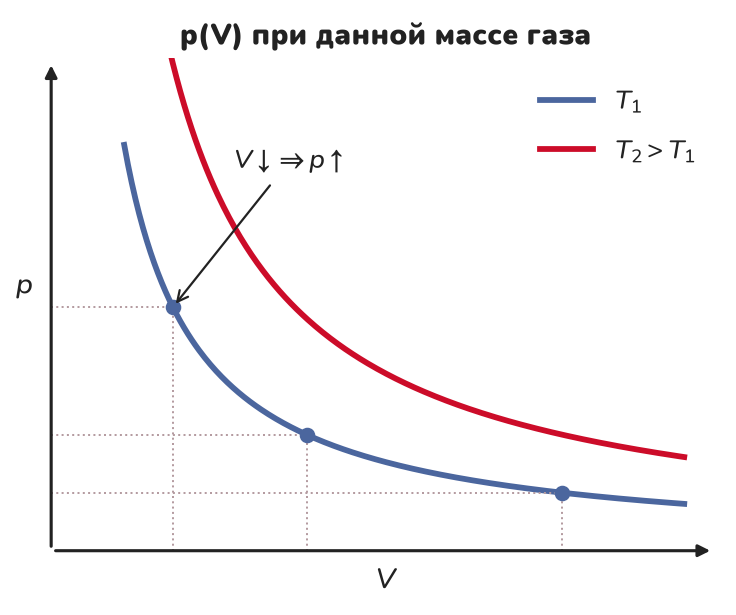 p(V) при данной массе газа
T₁
T₂ > T₁
V↓ ⇒ p↑
p
V